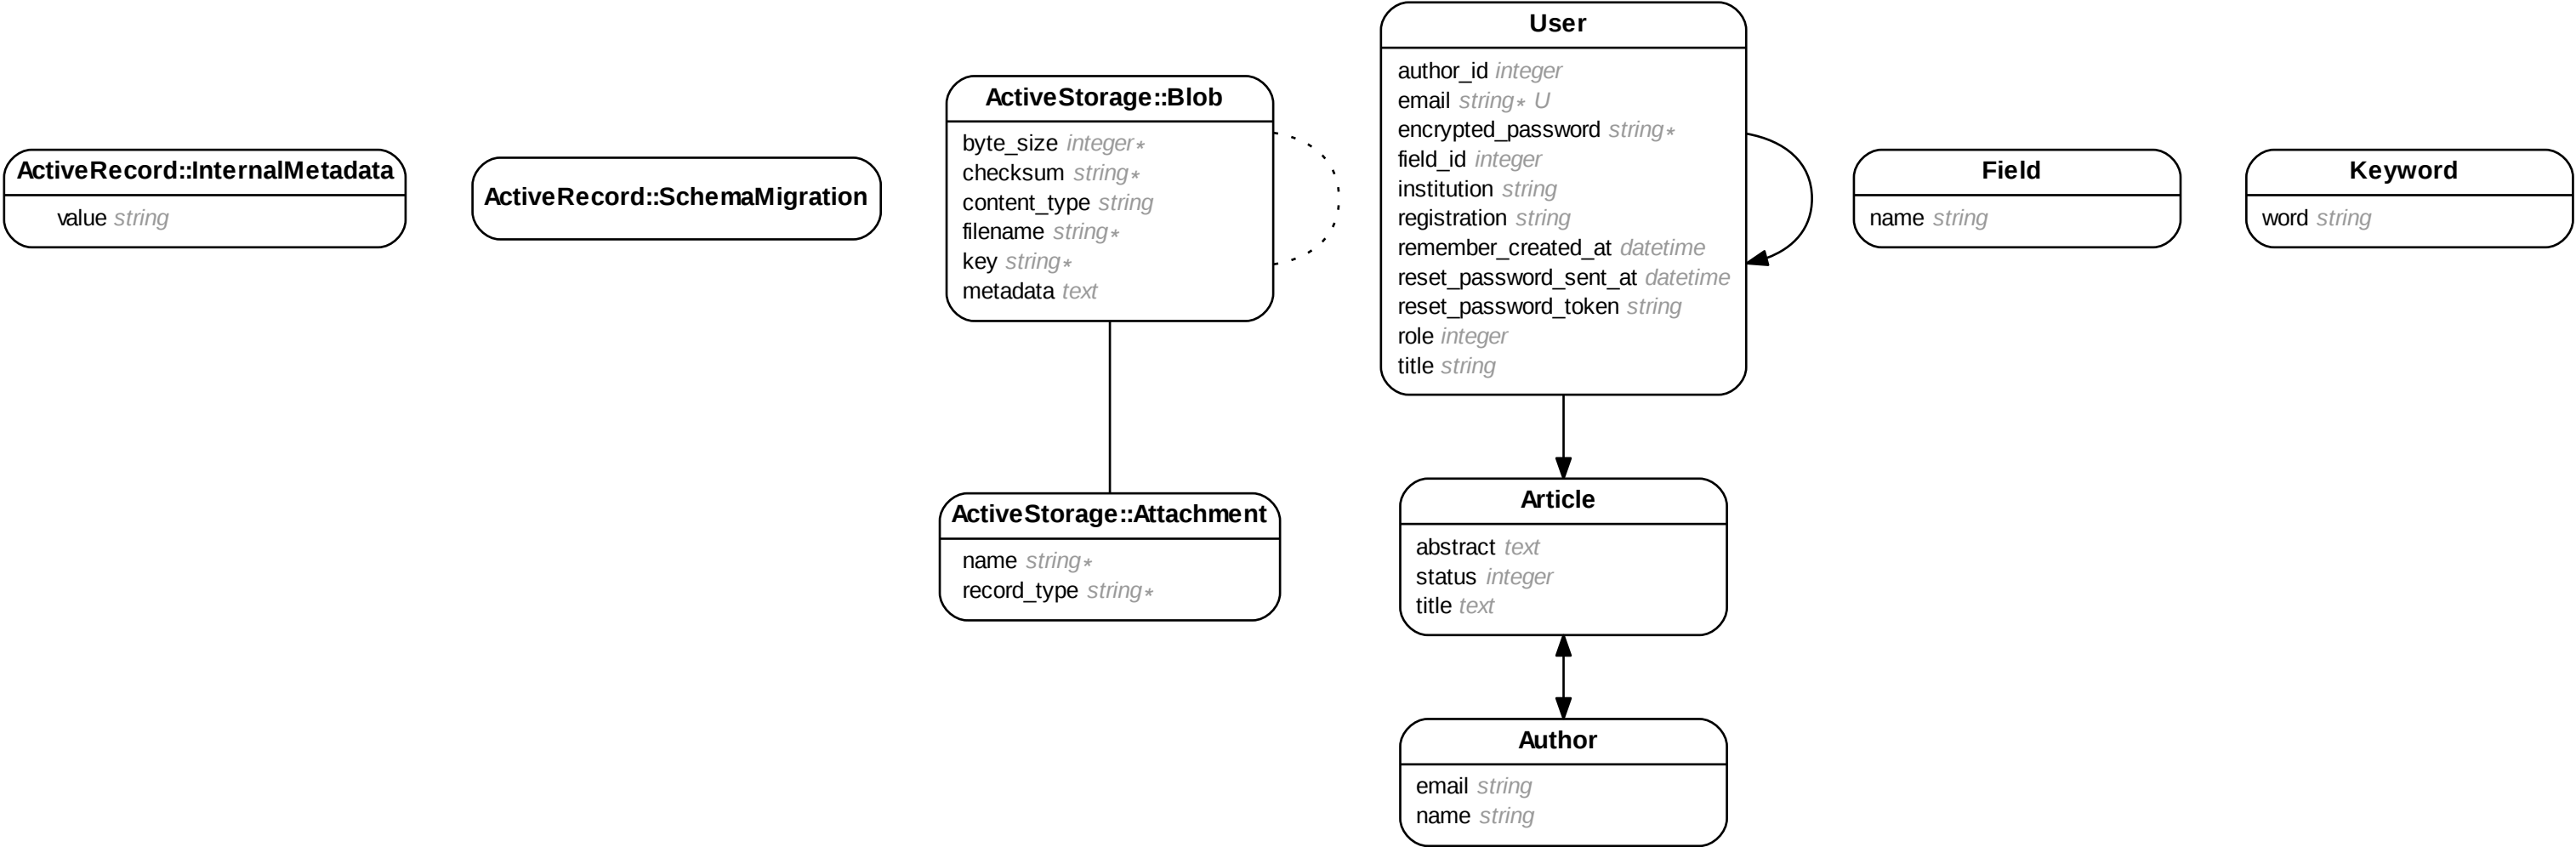 ActiveRecord::InternalMetadata
value string
ActiveRecord::SchemaMigration
ActiveStorage::Blob
byte_size integer*
checksum string*
content_type string
filename string*
key string*
metadata text
ActiveStorage::Attachment
name string*
record_type string*
User
author_id integer
email string* U
encrypted_password string*
field_id integer
institution string
registration string
remember_created_at datetime
reset_password_sent_at datetime
reset_password_token string
role integer
title string
Article
abstract text
status integer
title text
Author
email string
name string
Field
name string
Keyword
word string